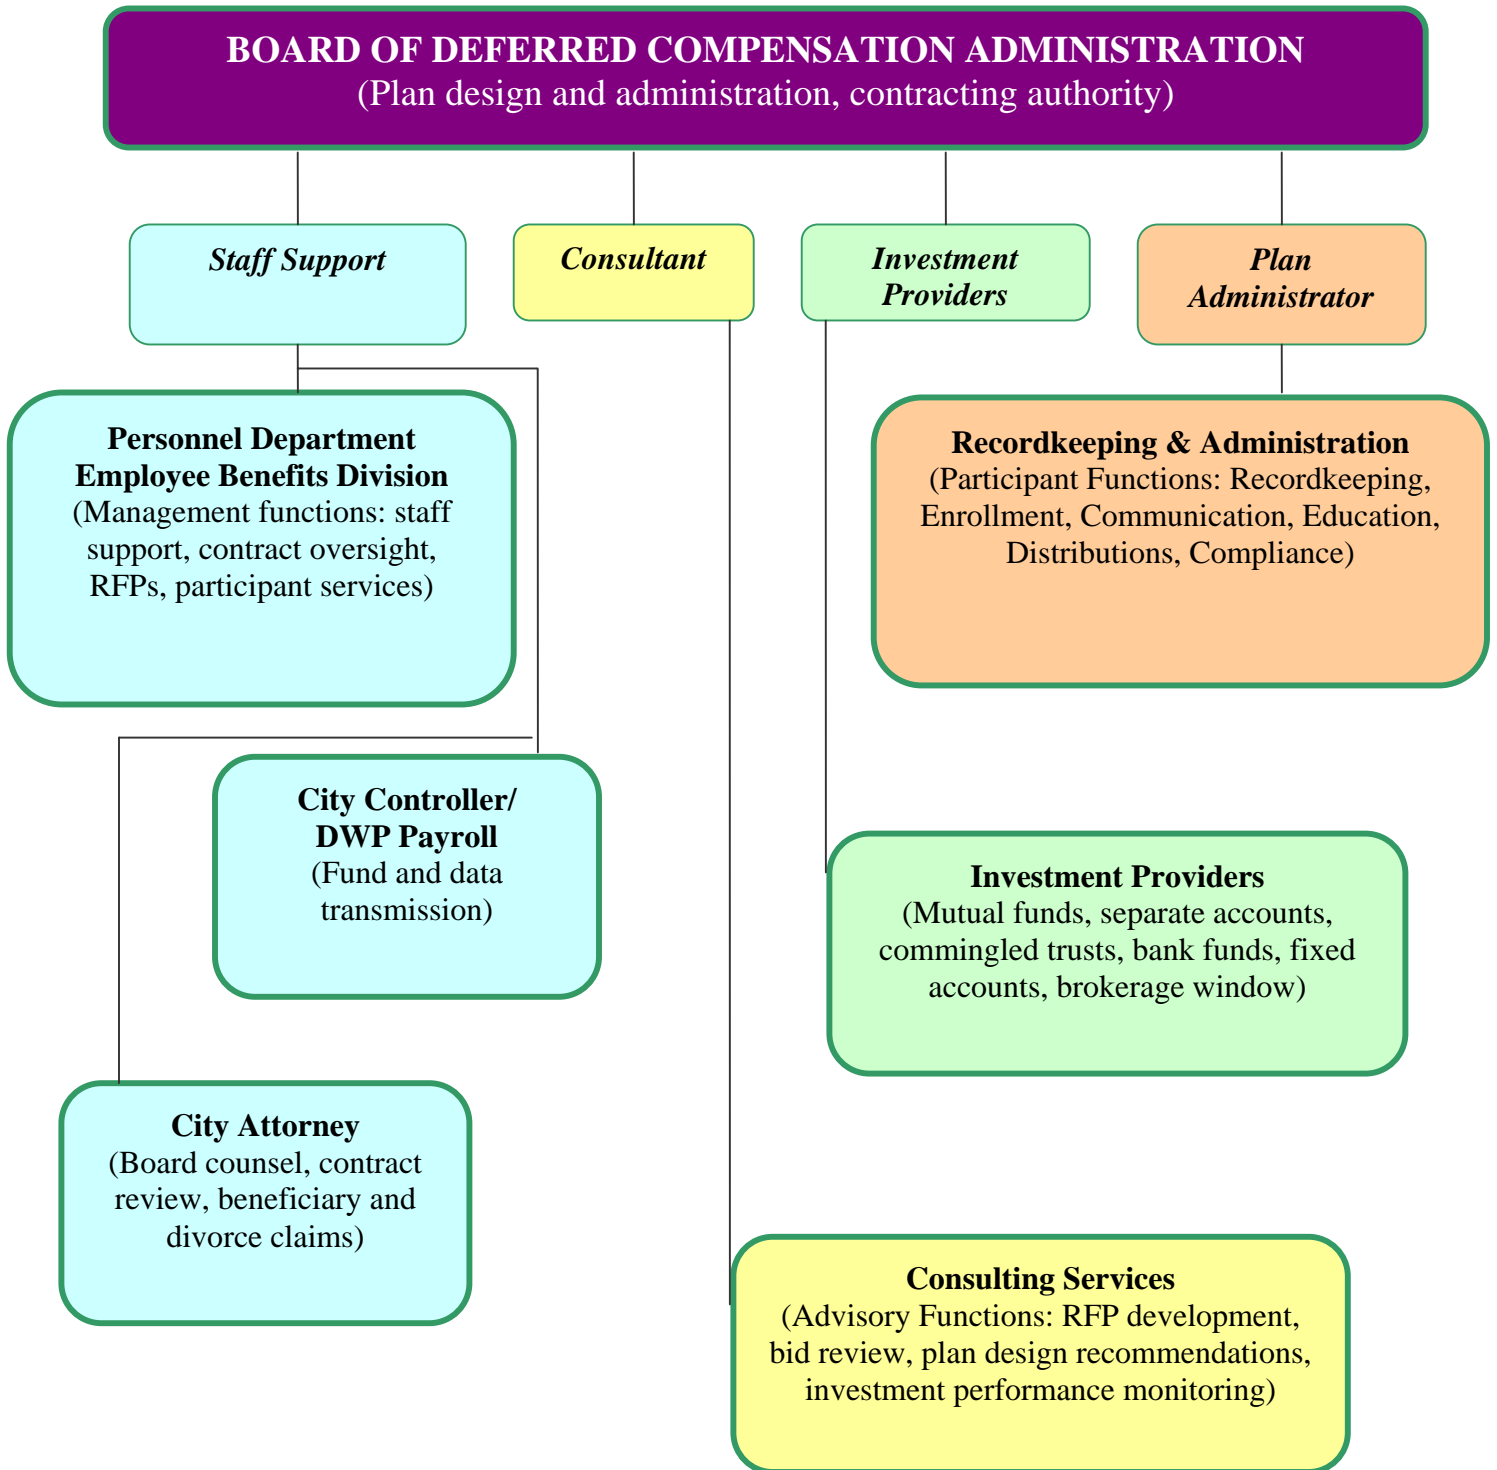 BOARD OF DEFERRED COMPENSATION ADMINISTRATION
(Plan design and administration, contracting authority)
Staff Support
Consultant
Investment
Providers
Plan
Administrator
Personnel Department
Employee Benefits Division
(Management functions: staff
support, contract oversight,
RFPs, participant services)
Recordkeeping & Administration
(Participant Functions: Recordkeeping,
Enrollment, Communication, Education,
Distributions, Compliance)
City Controller/
DWP Payroll
(Fund and data
transmission)
Investment Providers
(Mutual funds, separate accounts,
commingled trusts, bank funds, fixed
accounts, brokerage window)
City Attorney
(Board counsel, contract
review, beneficiary and
divorce claims)
Consulting Services
(Advisory Functions: RFP development,
bid review, plan design recommendations,
investment performance monitoring)